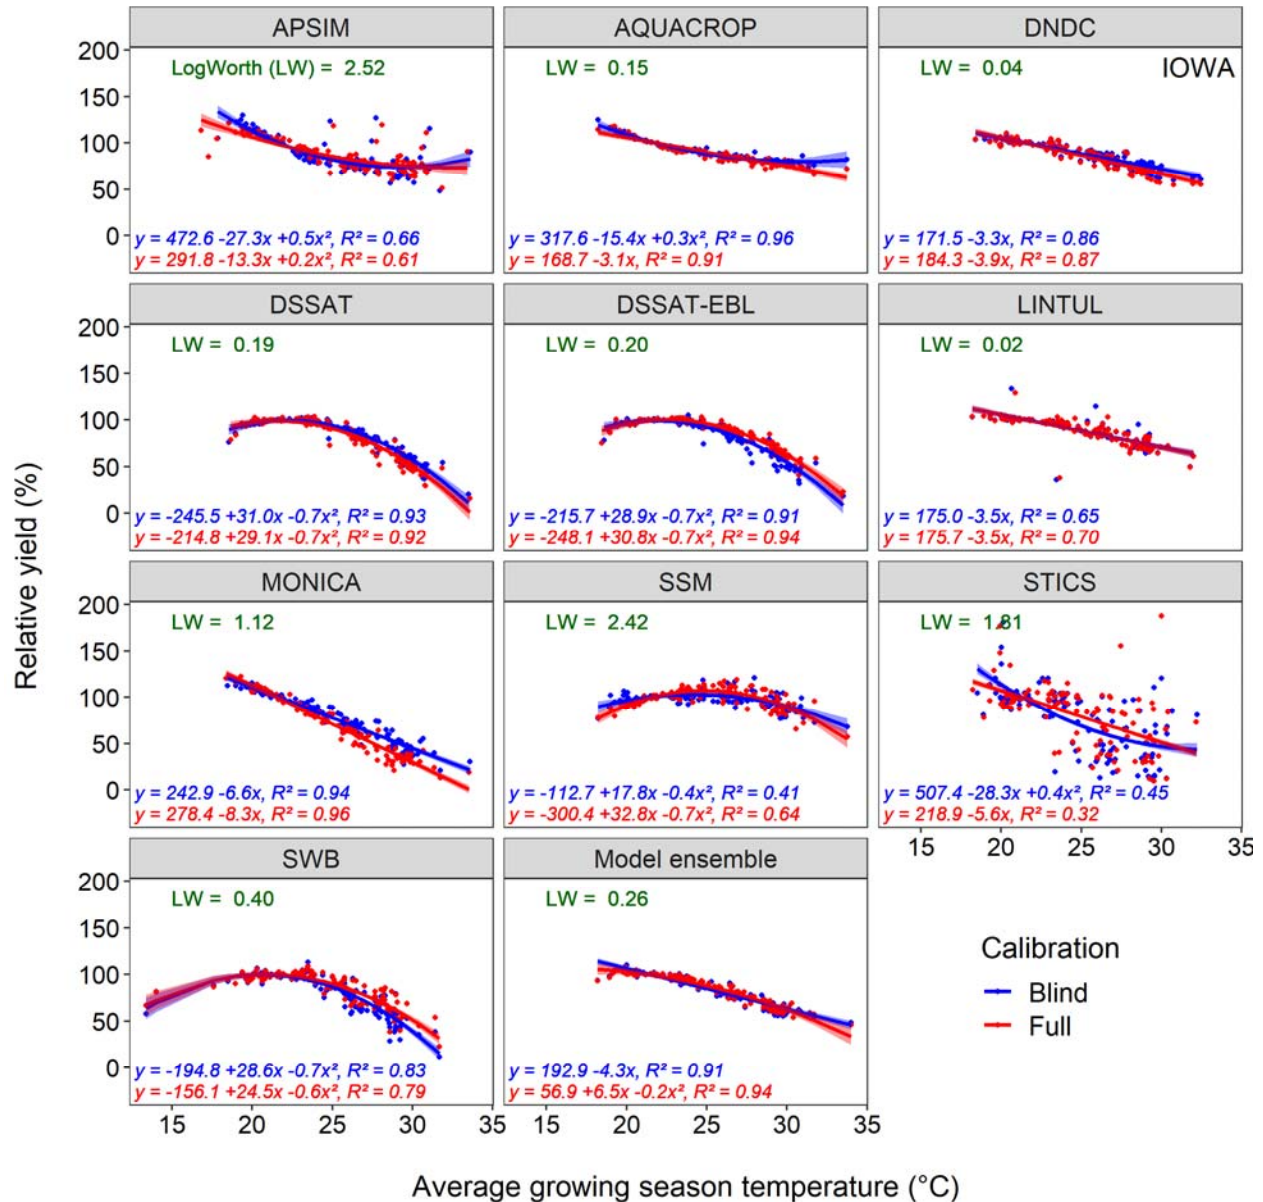 APSIM
AQUACROP
DNDC
200
150
100
50
0
LogWorth (LW) = 2.52
LW = 0.15
LW = 0.04
IOWA
y = 472.6 -27.3x +0.5x², R² = 0.66
y = 291.8 -13.3x +0.2x², R² = 0.61
y = 317.6 -15.4x +0.3x², R² = 0.96
y = 168.7 -3.1x, R² = 0.91
y = 171.5 -3.3x, R² = 0.86
y = 184.3 -3.9x, R² = 0.87
DSSAT
DSSAT-EBL
LINTUL
200
150
100
50
0
LW = 0.19
LW = 0.20
LW = 0.02
y = -245.5 +31.0x -0.7x², R² = 0.93
y = -214.8 +29.1x -0.7x², R² = 0.92
y = -215.7 +28.9x -0.7x², R² = 0.91
y = -248.1 +30.8x -0.7x², R² = 0.94
y = 175.0 -3.5x, R² = 0.65
y = 175.7 -3.5x, R² = 0.70
Relative yield (%)
MONICA
SSM
STICS
200
150
100
50
0
LW = 1.12
LW = 2.42
LW = 1.81
y = 242.9 -6.6x, R² = 0.94
y = 278.4 -8.3x, R² = 0.96
y = -112.7 +17.8x -0.4x², R² = 0.41
y = -300.4 +32.8x -0.7x², R² = 0.64
y = 507.4 -28.3x +0.4x², R² = 0.45
y = 218.9 -5.6x, R² = 0.32
15 20 25 30 35
SWB
Model ensemble
200
150
100
50
0
LW = 0.40
LW = 0.26
y = -194.8 +28.6x -0.7x², R² = 0.83
y = -156.1 +24.5x -0.6x², R² = 0.79
y = 192.9 -4.3x, R² = 0.91
y = 56.9 +6.5x -0.2x², R² = 0.94
Calibration
Blind
Full
15 20 25 30 35
15 20 25 30 35
Average growing season temperature (°C)